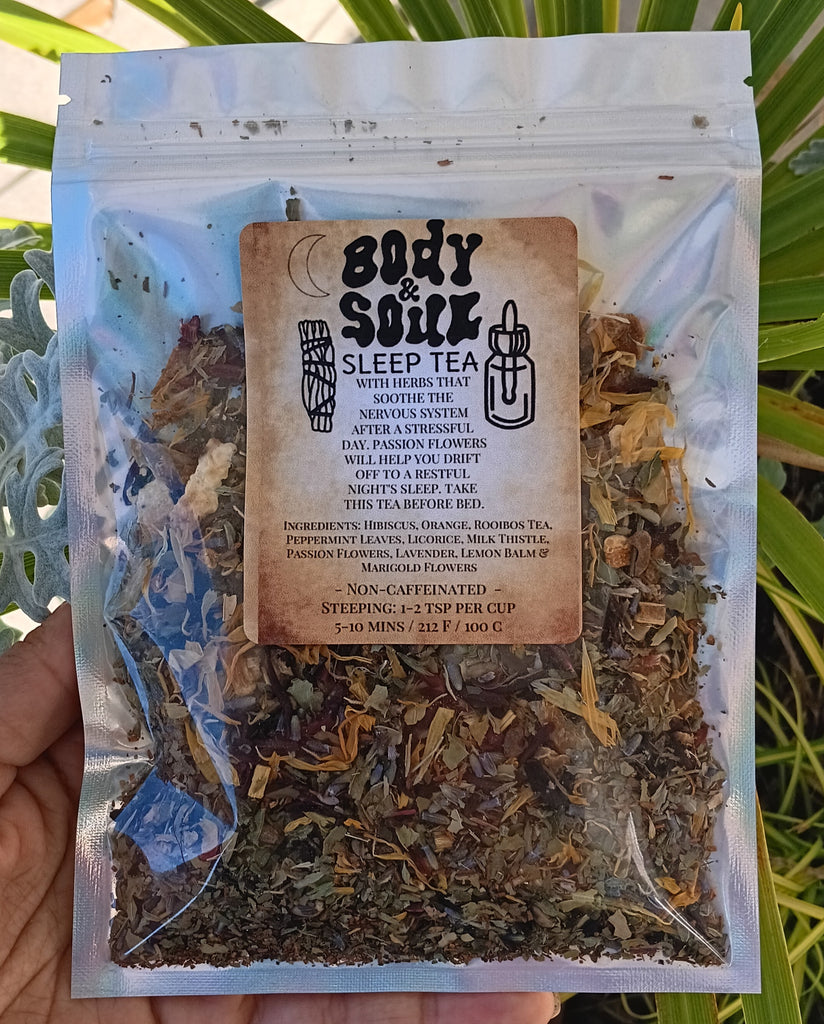 BODY
&
SOUL
SLEEP TEA
WITH HERBS THAT
SOOTHE THE
NERVOUS SYSTEM
AFTER A STRESSFUL
DAY. PASSION FLOWERS
WILL HELP YOU DRIFT
OFF TO A RESTFUL
NIGHT'S SLEEP. TAKE
THIS TEA BEFORE BED.
INGREDIENTS: HIBISCUS, ORANGE, ROOIBOS TEA,
PEPPERMINT LEAVES, LICORICE, MILK THISTLE,
PASSION FLOWERS, LAVENDER, LEMON BALM &
MARIGOLD FLOWERS
- NON-CAFFEINATED -
STEEPING: 1-2 TSP PER CUP
5-10 MINS / 212 F / 100 C